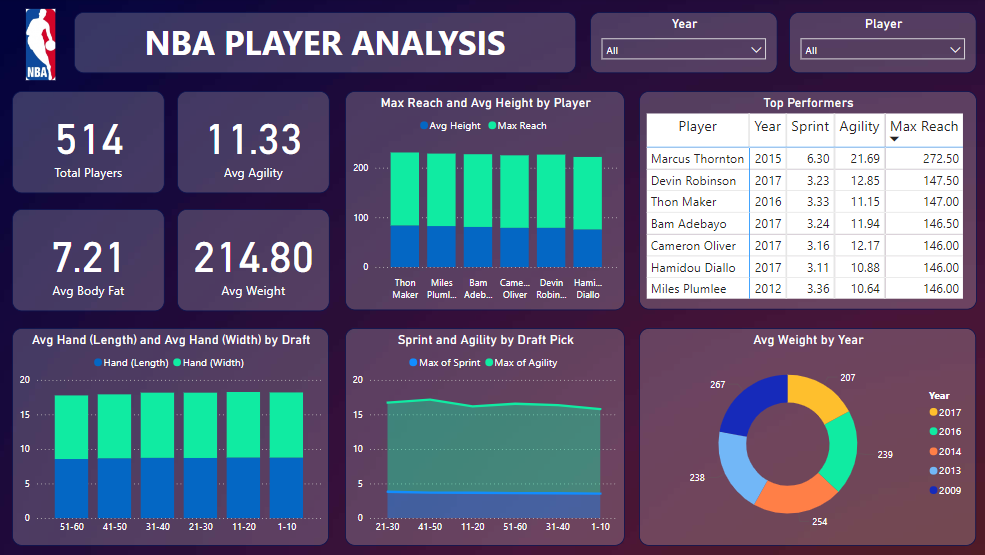 NBA
NBA PLAYER ANALYSIS
Year
All
Player
All
514
Total Players
11.33
Avg Agility
7.21
Avg Body Fat
214.80
Avg Weight
Max Reach and Avg Height by Player
Avg Height Max Reach
200
100
0
Thon Miles Bam Came... Devin Hami...
Maker Pluml... Adeb... Oliver Robin... Diallo
Top Performers
Player Year Sprint Agility Max Reach
Marcus Thornton 2015 6.30 21.69 272.50
Devin Robinson 2017 3.23 12.85 147.50
Thon Maker 2016 3.33 11.15 147.00
Bam Adebayo 2017 3.24 11.94 146.50
Cameron Oliver 2017 3.16 12.17 146.00
Hamidou Diallo 2017 3.11 10.88 146.00
Miles Plumlee 2012 3.36 10.64 146.00
Avg Hand (Length) and Avg Hand (Width) by Draft
Hand (Length) Hand (Width)
20
15
10
5
0
51-60 41-50 31-40 21-30 11-20 1-10
Sprint and Agility by Draft Pick
Max of Sprint Max of Agility
20
15
10
5
0
21-30 41-50 11-20 51-60 31-40 1-10
Avg Weight by Year
267
207
239
238
254
Year
2017
2016
2014
2013
2009